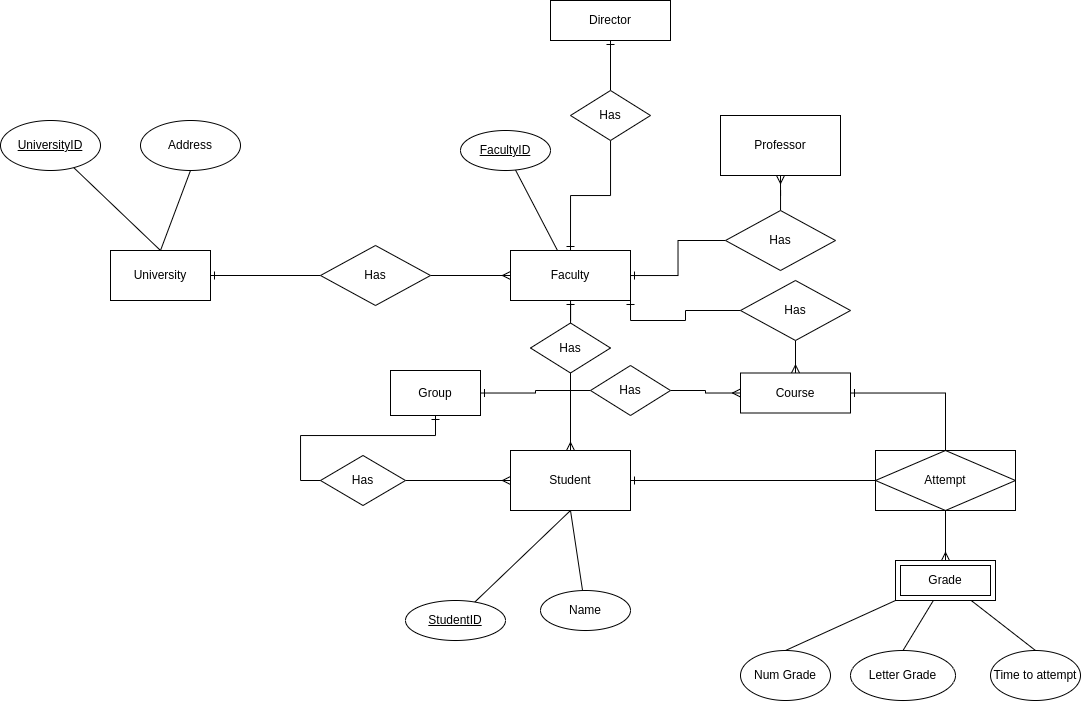 Director
Has
UniversityID
Address
FacultyID
Professor
Has
University
Has
Faculty
Has
Has
Group
Has
Course
Has
Student
Attempt
Grade
StudentID
Name
Num Grade
Letter Grade
Time to attempt